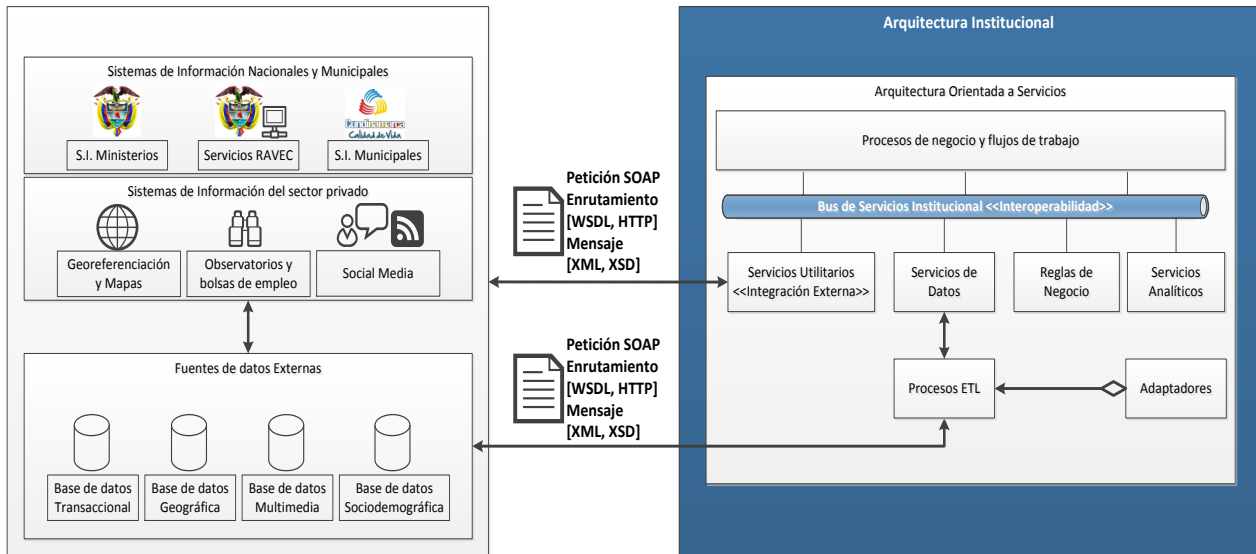 Sistemas de Información Nacionales y Municipales
Cundinamarca
Calidad de Vida
S.I. Ministerios
Servicios RAVEC
S.I. Municipales
Sistemas de Información del sector privado
Georeferenciación
y Mapas
Observatorios y
bolsas de empleo
Social Media
Fuentes de datos Externas
Base de datos
Transaccional
Base de datos
Geográfica
Base de datos
Multimedia
Base de datos
Sociodemográfica
Petición SOAP
Enrutamiento
[WSDL, HTTP]
Mensaje
[XML, XSD]
Petición SOAP
Enrutamiento
[WSDL, HTTP]
Mensaje
[XML, XSD]
Arquitectura Institucional
Arquitectura Orientada a Servicios
Procesos de negocio y flujos de trabajo
Bus de Servicios Institucional <<Interoperabilidad>>
Servicios Utilitarios
<<Integración Externa>>
Servicios de
Datos
Reglas de
Negocio
Servicios
Analíticos
Procesos ETL
Adaptadores